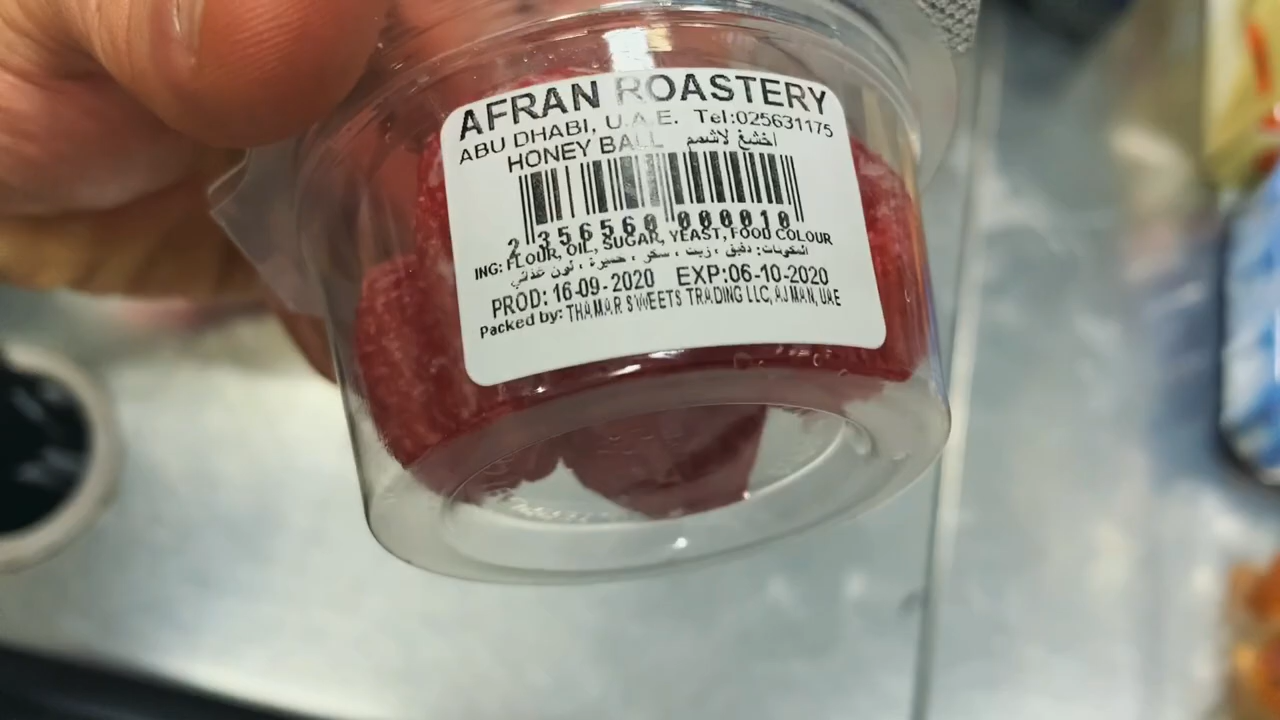 AFRAN ROASTERY
ABU DHABI, U.A.E. Tel:025631175
HONEY BALL اخشغ لاشمم
2 356560 000010
ING: FLOUR, OIL, SUGAR, YEAST, FOOD COLOUR
المكونات: دقيق ، زيت ، سكر ، خميرة ، لون غذائي
PROD: 16-09-2020 EXP:06-10-2020
Packed by: THAMAR SWEETS TRADING LLC, AJMAN, UAE